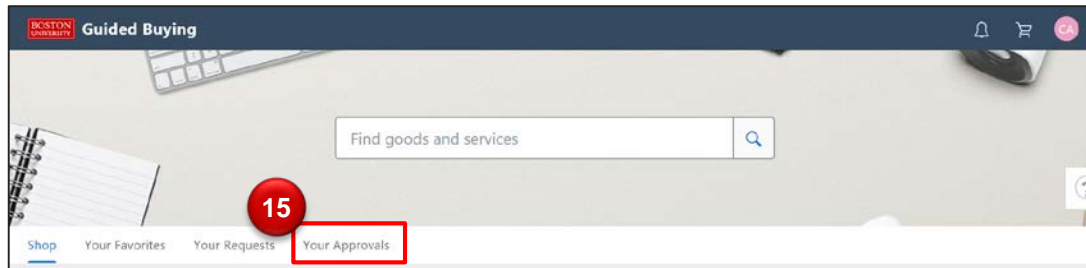 BOSTON
UNIVERSITY
Guided Buying
CA
Find goods and services
15
Shop Your Favorites Your Requests Your Approvals